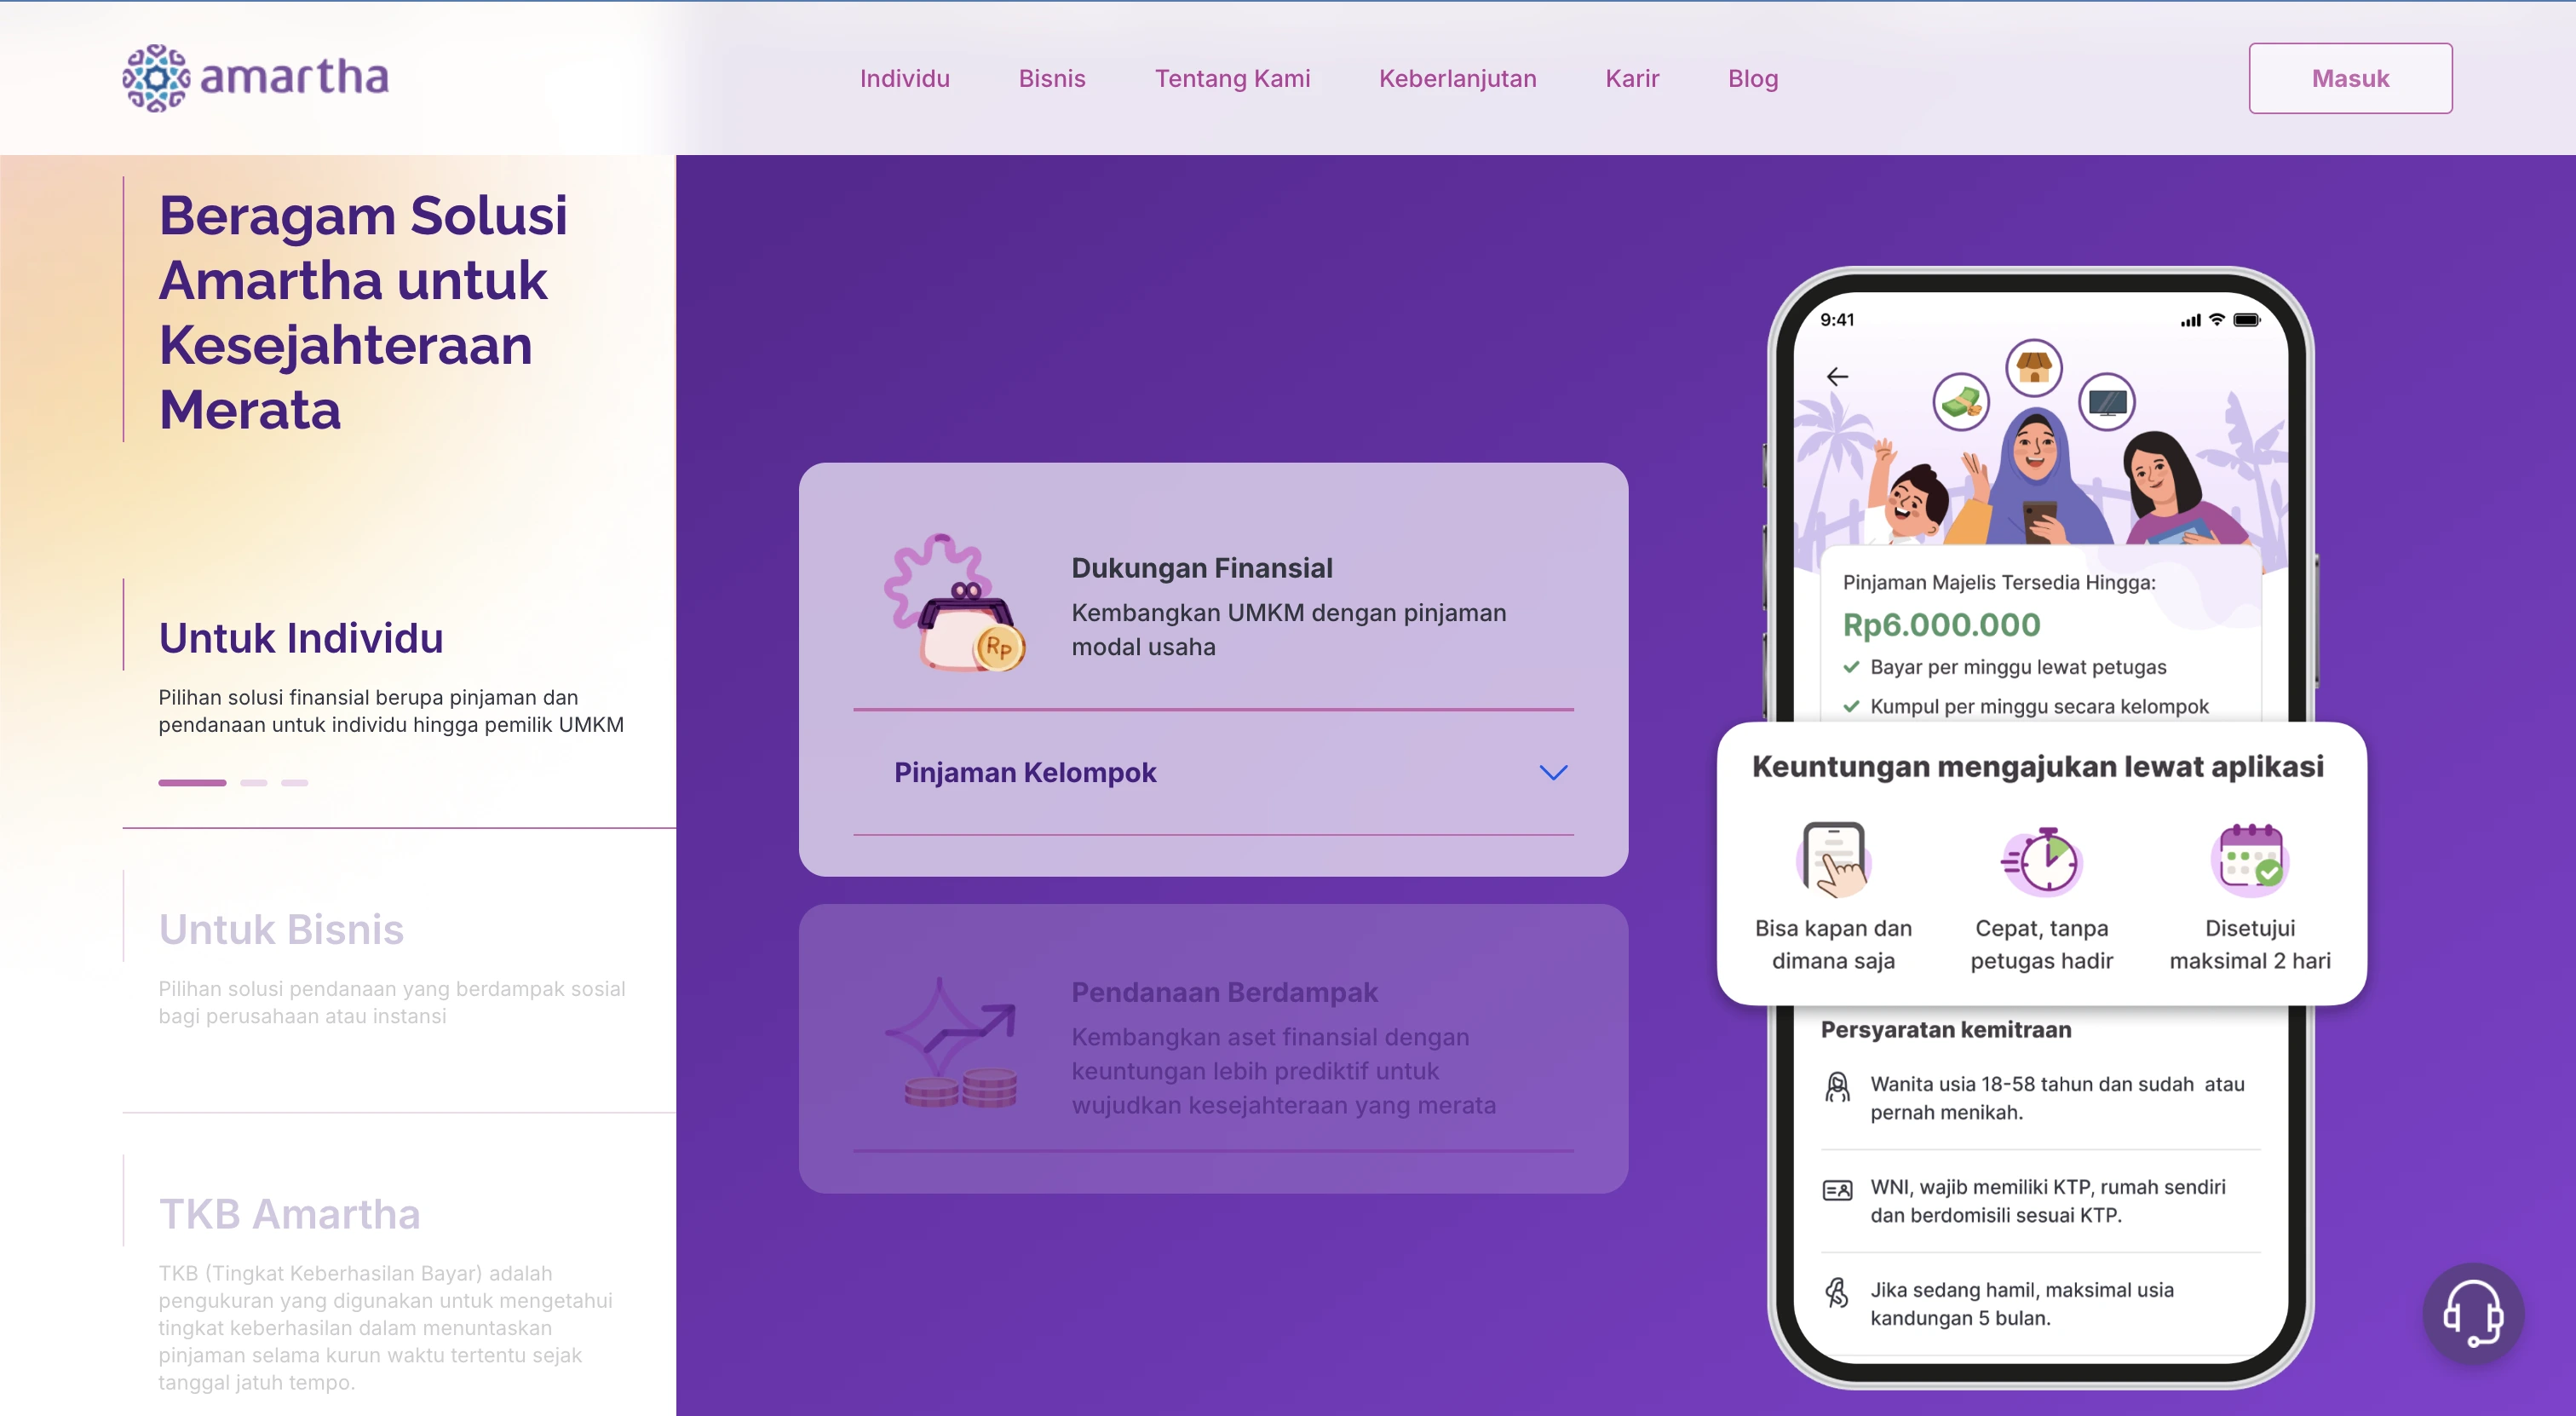 amartha
Individu
Bisnis
Tentang Kami
Keberlanjutan
Karir
Blog
Masuk
Beragam Solusi
Amartha untuk
Kesejahteraan
Merata
Untuk Individu
Pilihan solusi finansial berupa pinjaman dan
pendanaan untuk individu hingga pemilik UMKM
Untuk Bisnis
Pilihan solusi pendanaan yang berdampak sosial
bagi perusahaan atau instansi
TKB Amartha
TKB (Tingkat Keberhasilan Bayar) adalah
pengukuran yang digunakan untuk mengetahui
tingkat keberhasilan dalam menuntaskan
pinjaman selama kurun waktu tertentu sejak
tanggal jatuh tempo.
Dukungan Finansial
Kembangkan UMKM dengan pinjaman
modal usaha
Rp
Pinjaman Kelompok
Pendanaan Berdampak
Kembangkan aset finansial dengan
keuntungan lebih prediktif untuk
wujudkan kesejahteraan yang merata
9:41
Pinjaman Majelis Tersedia Hingga:
Rp6.000.000
Bayar per minggu lewat petugas
Kumpul per minggu secara kelompok
Keuntungan mengajukan lewat aplikasi
Bisa kapan dan
dimana saja
Cepat, tanpa
petugas hadir
Disetujui
maksimal 2 hari
Persyaratan kemitraan
Wanita usia 18-58 tahun dan sudah  atau
pernah menikah.
WNI, wajib memiliki KTP, rumah sendiri
dan berdomisili sesuai KTP.
Jika sedang hamil, maksimal usia
kandungan 5 bulan.